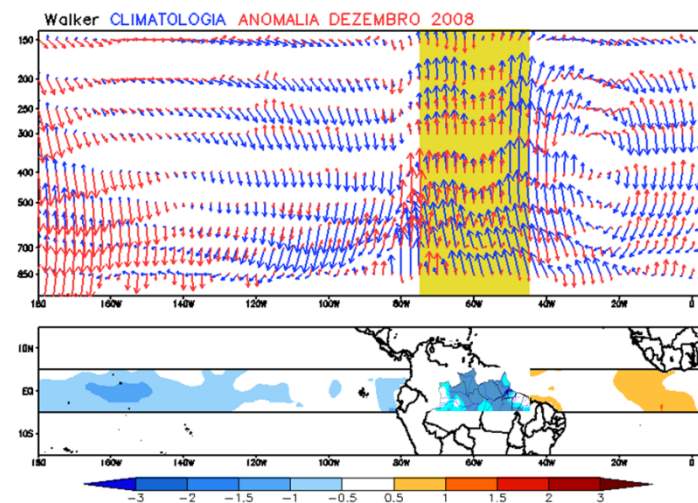 Walker CLIMATOLOGIA ANOMALIA DEZEMBRO 2008
150
200
250
300
400
500
700
850
180 160W 140W 120W 100W 80W 60W 40W 20W 0
10N
EQ
10S
180 160W 140W 120W 100W 80W 60W 40W 20W 0
-3 -2 -1.5 -1 -0.5 0.5 1 1.5 2 3